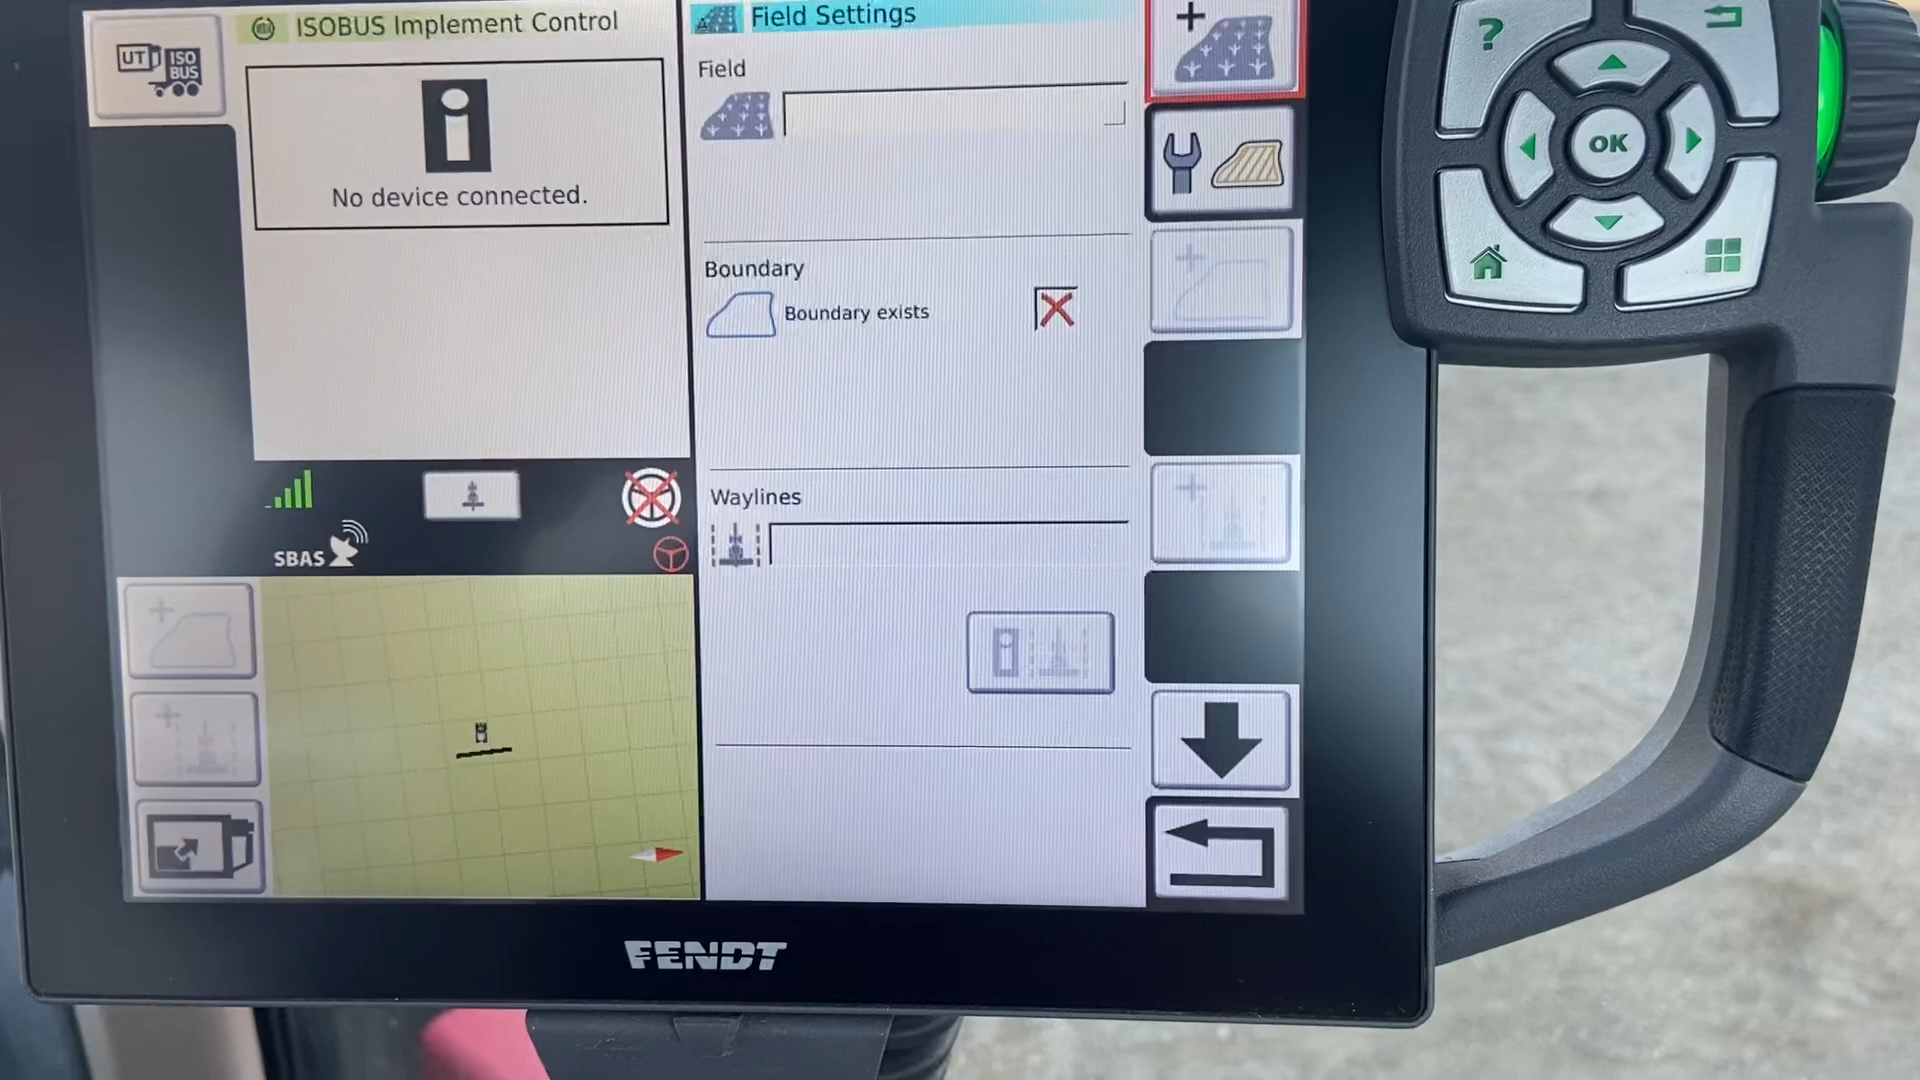 UT
ISO
BUS
ISOBUS Implement Control
No device connected.
SBAS
Field Settings
Field
Boundary
Boundary exists
Waylines
?
OK
FENDT